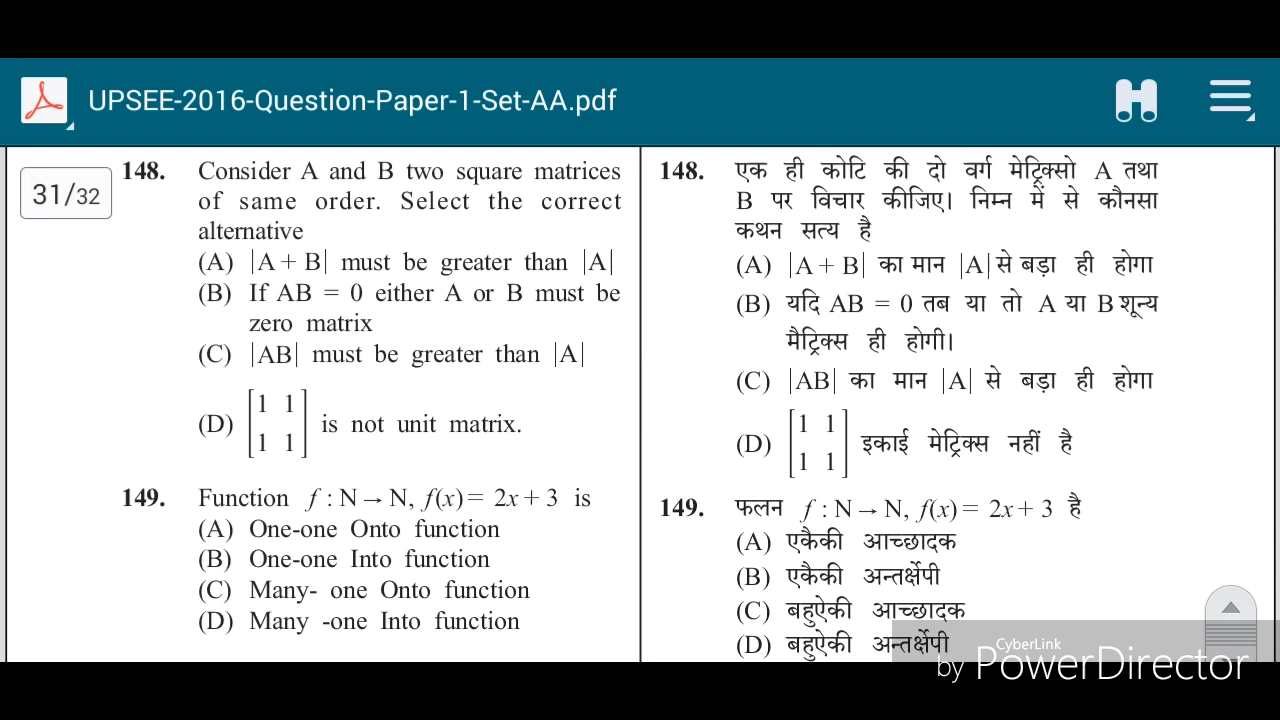 UPSEE-2016-Question-Paper-1-Set-AA.pdf
31/32
148. Consider A and B two square matrices
of same order. Select the correct
alternative
(A) |A + B| must be greater than |A|
(B) If AB = 0 either A or B must be
zero matrix
(C) |AB| must be greater than |A|
(D) [1 1
1 1] is not unit matrix.
149. Function f : N → N, f(x) = 2x + 3 is
(A) One-one Onto function
(B) One-one Into function
(C) Many- one Onto function
(D) Many -one Into function
148. एक ही कोटि की दो वर्ग मेट्रिक्सो A तथा
B पर विचार कीजिए। निम्न में से कौनसा
कथन सत्य है
(A) |A + B| का मान |A| से बड़ा ही होगा
(B) यदि AB = 0 तब या तो A या B शून्य
मैट्रिक्स ही होगी।
(C) |AB| का मान |A| से बड़ा ही होगा
(D) [1 1
1 1] इकाई मेट्रिक्स नहीं है
149. फलन f : N → N, f(x) = 2x + 3 है
(A) एकैकी आच्छादक
(B) एकैकी अन्तर्क्षेपी
(C) बहुऐकी आच्छादक
(D) बहुऐकी अन्तर्क्षेपी
CyberLink
by PowerDirector